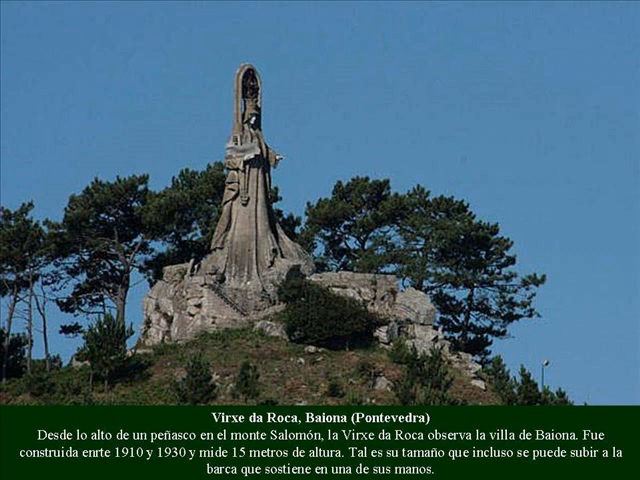 Virxe da Roca, Baiona (Pontevedra)
Desde lo alto de un peñasco en el monte Salomón, la Virxe da Roca observa la villa de Baiona. Fue
construida enrte 1910 y 1930 y mide 15 metros de altura. Tal es su tamaño que incluso se puede subir a la
barca que sostiene en una de sus manos.